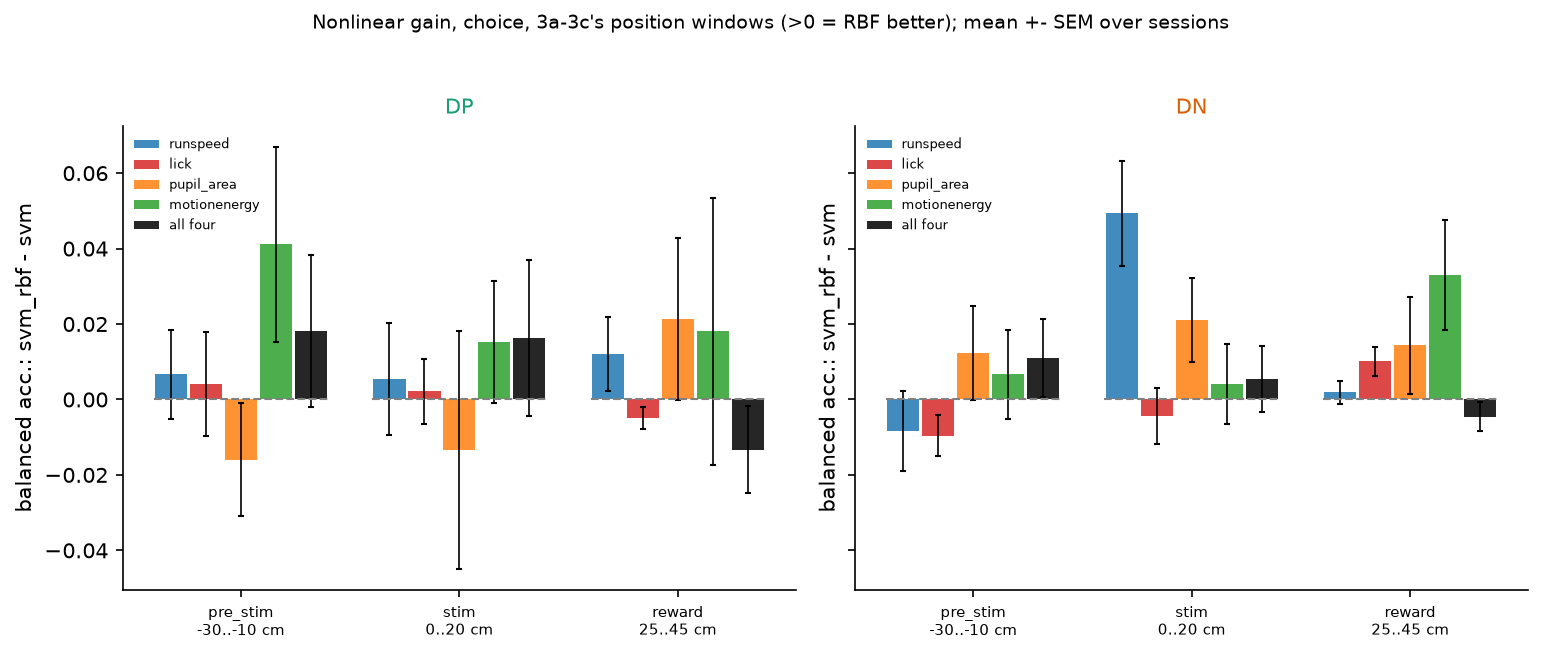 Nonlinear gain, choice, 3a-3c's position windows (>0 = RBF better); mean +- SEM over sessions
DP
balanced acc.: svm_rbf - svm
0.06
0.04
0.02
0.00
−0.02
−0.04
runspeed
lick
pupil_area
motionenergy
all four
pre_stim
-30..-10 cm
stim
0..20 cm
reward
25..45 cm
DN
balanced acc.: svm_rbf - svm
runspeed
lick
pupil_area
motionenergy
all four
pre_stim
-30..-10 cm
stim
0..20 cm
reward
25..45 cm